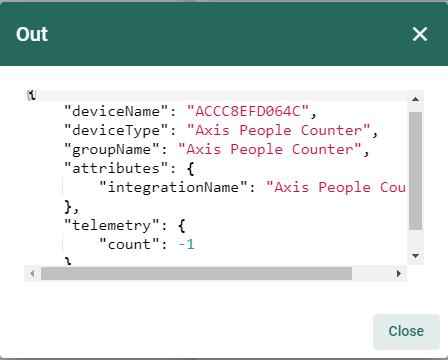 Out
{
"deviceName": "ACCC8EFD064C",
"deviceType": "Axis People Counter",
"groupName": "Axis People Counter",
"attributes": {
"integrationName": "Axis People Cou
},
"telemetry": {
"count": -1
}
Close